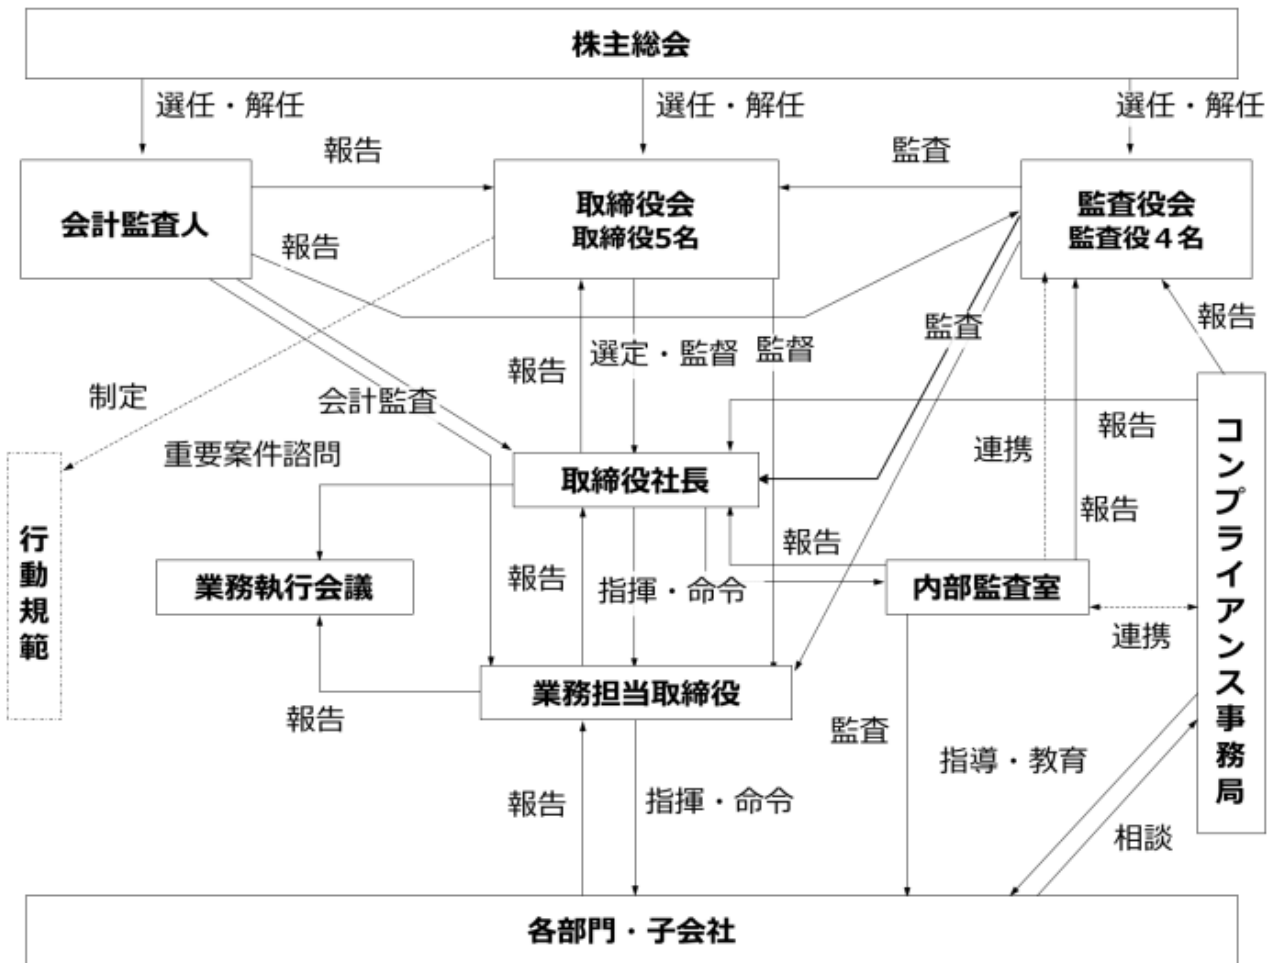 株主総会
選任・解任
選任・解任
選任・解任
報告
監査
会計監査人
取締役会
取締役5名
監査役会
監査役４名
報告
報告
監査
選定・監督
監督
報告
制定
会計監査
報告
重要案件諮問
連携
取締役社長
報告
報告
行動規範
業務執行会議
報告
指揮・命令
内部監査室
コンプライアンス事務局
連携
業務担当取締役
報告
監査
指導・教育
報告
指揮・命令
相談
各部門・子会社